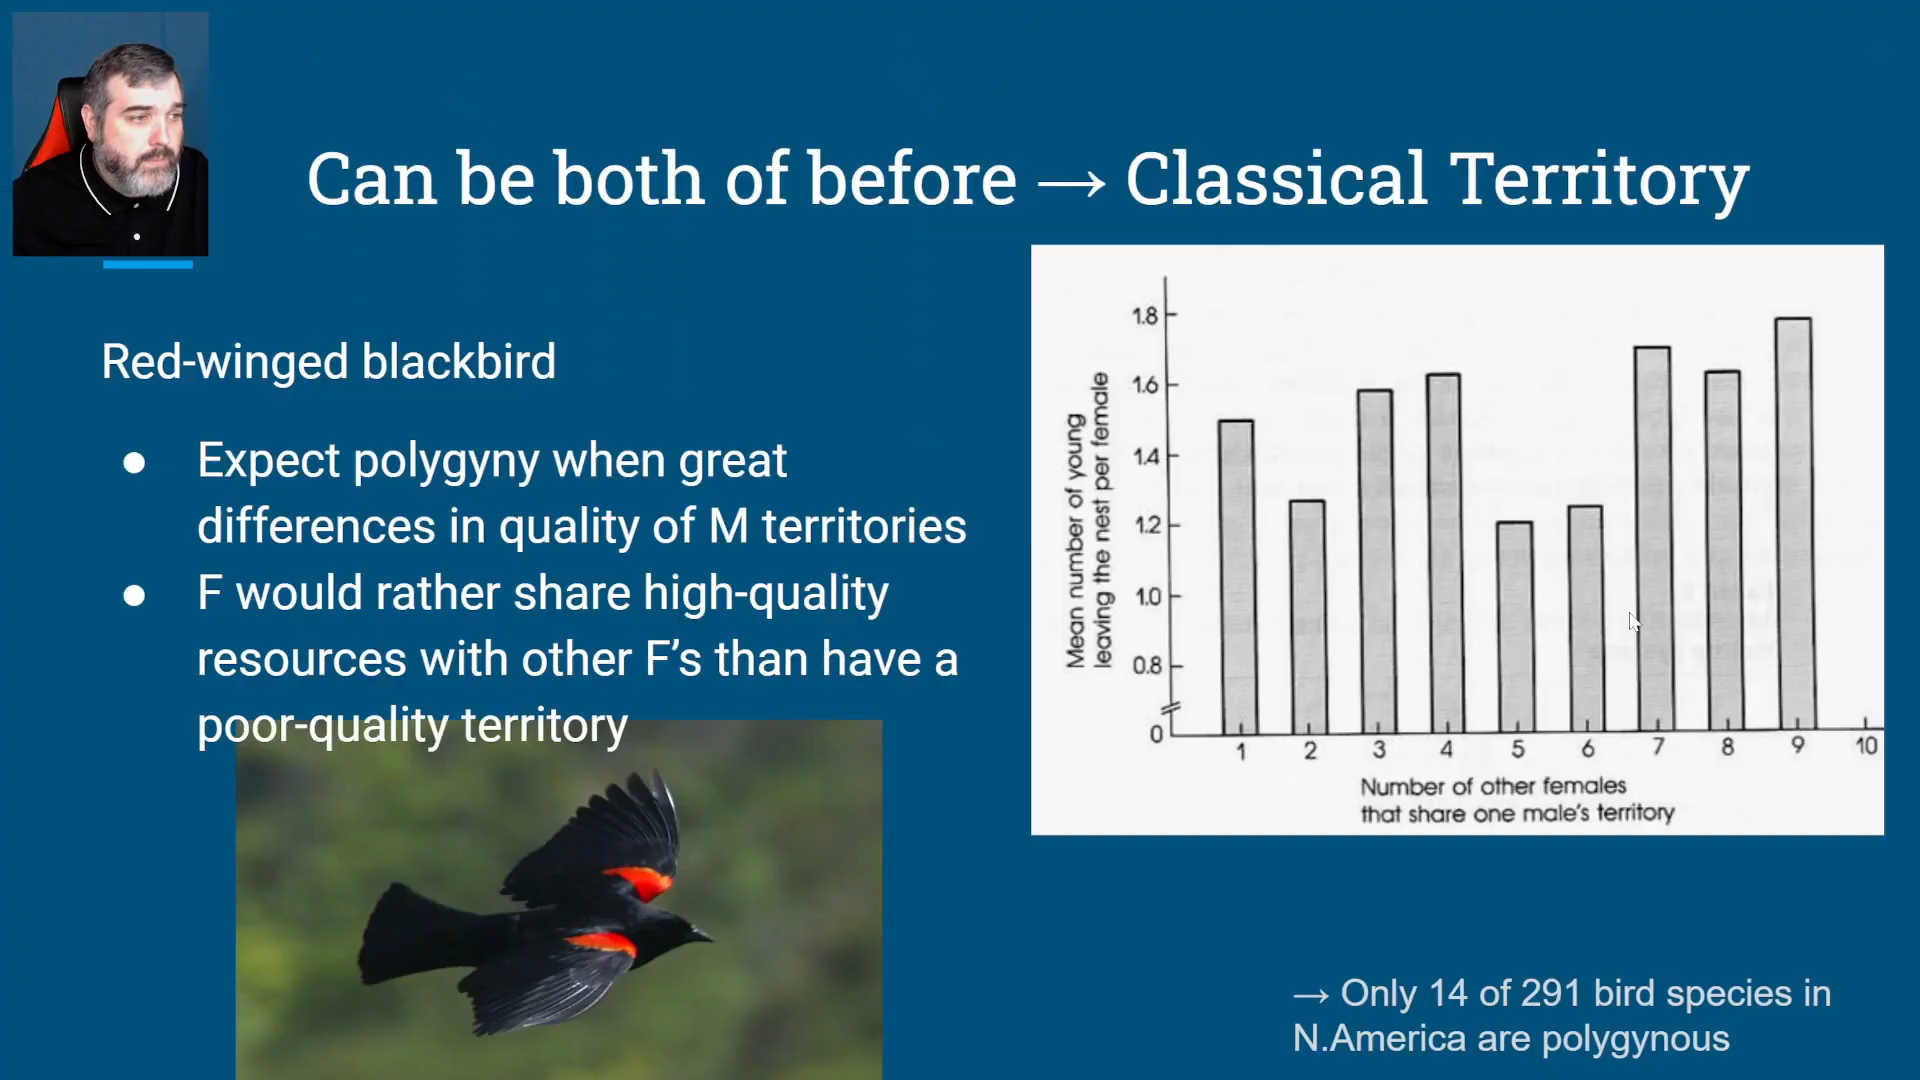 Can be both of before → Classical Territory
Red-winged blackbird
● Expect polygyny when great
differences in quality of M territories
● F would rather share high-quality
resources with other F's than have a
poor-quality territory
Mean number of young
leaving the nest per female
1.8
1.6
1.4
1.2
1.0
0.8
0
1 2 3 4 5 6 7 8 9 10
Number of other females
that share one male's territory
→ Only 14 of 291 bird species in
N.America are polygynous